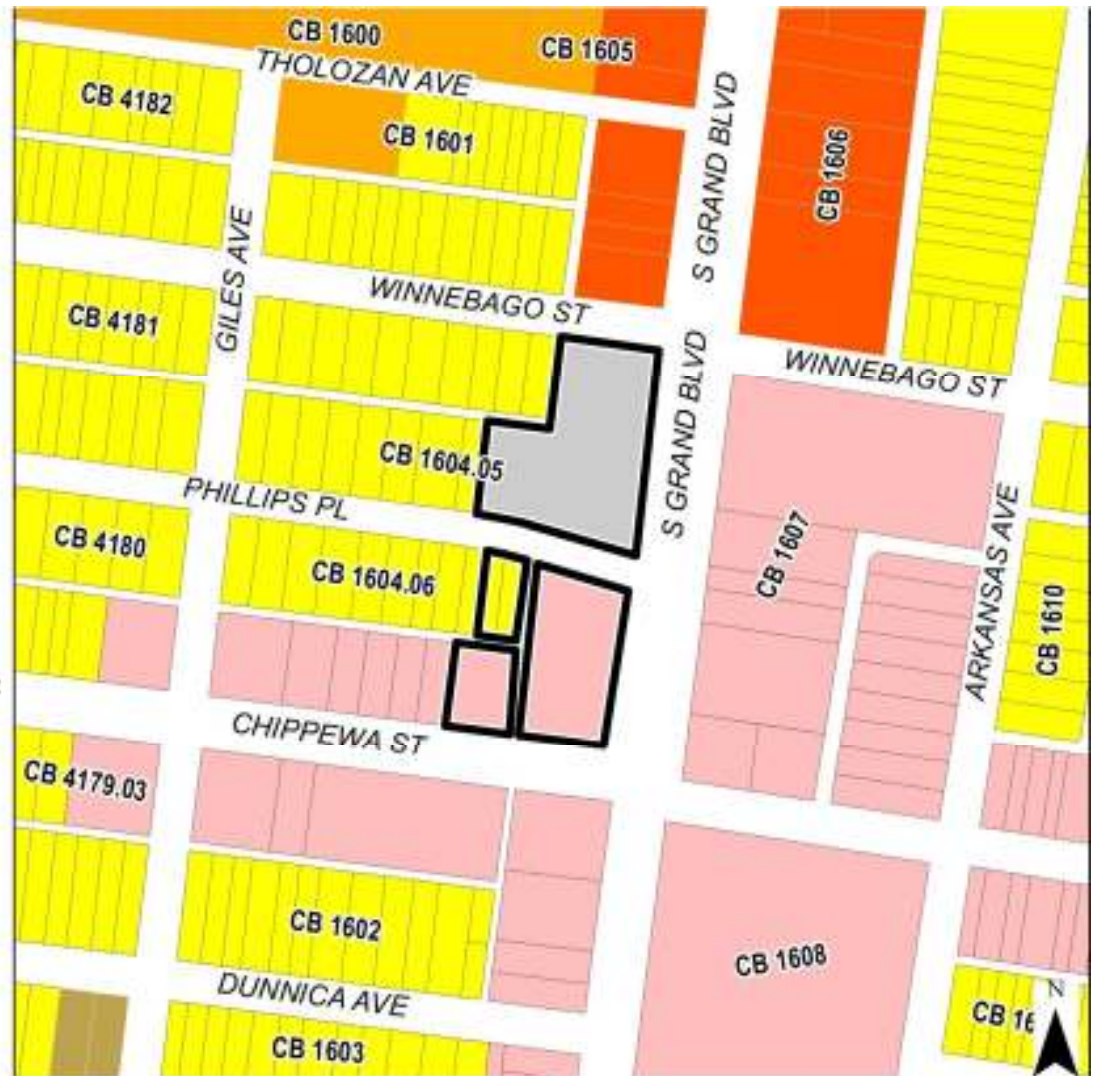 CB 1600
CB 1605
THOLOZAN AVE
CB 4182
CB 1601
S GRAND BLVD
CB 1606
GILES AVE
WINNEBAGO ST
CB 4181
S GRAND BLVD
WINNEBAGO ST
CB 1604.05
PHILLIPS PL
CB 4180
CB 1604.06
CB 1607
ARKANSAS AVE
CB 1610
CHIPPEWA ST
CB 4179.03
CB 1602
CB 1608
DUNNICA AVE
N
CB 16
CB 1603